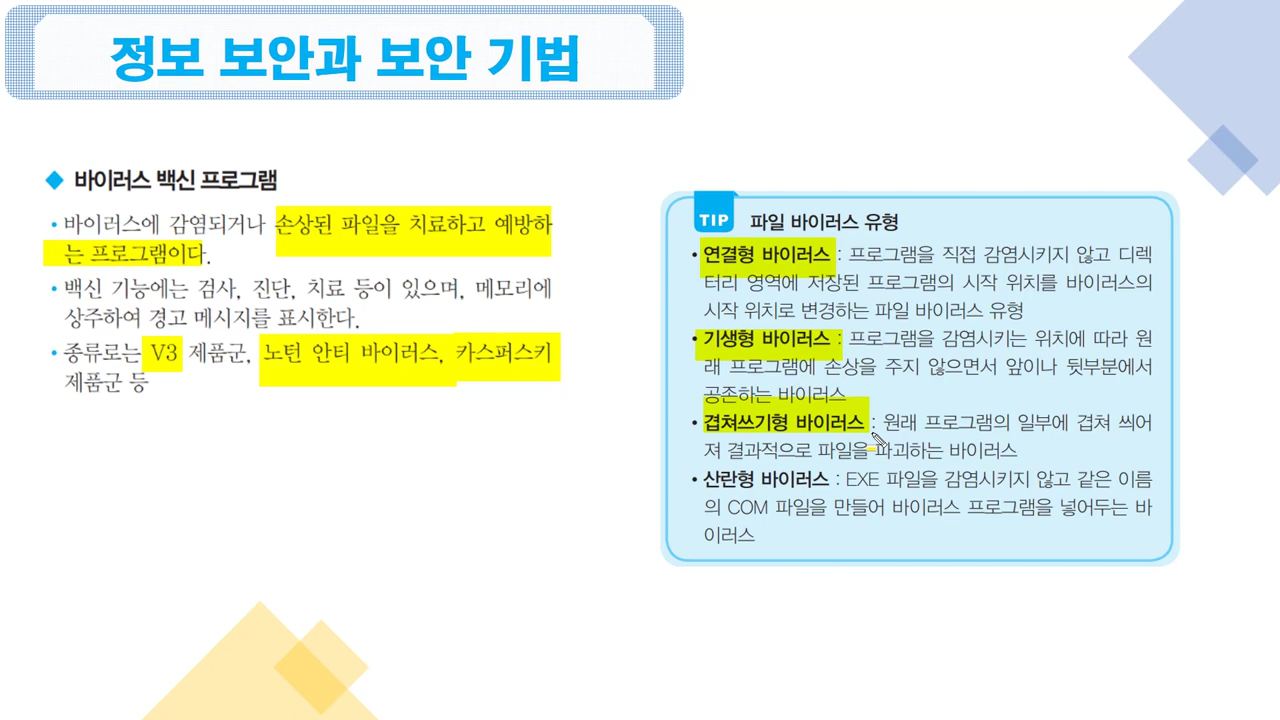 정보 보안과 보안 기법
바이러스 백신 프로그램
• 바이러스에 감염되거나 손상된 파일을 치료하고 예방하
는 프로그램이다.
• 백신 기능에는 검사, 진단, 치료 등이 있으며, 메모리에
상주하여 경고 메시지를 표시한다.
• 종류로는 V3 제품군, 노턴 안티 바이러스, 카스퍼스키
제품군 등
TIP 파일 바이러스 유형
• 연결형 바이러스 : 프로그램을 직접 감염시키지 않고 디렉
터리 영역에 저장된 프로그램의 시작 위치를 바이러스의
시작 위치로 변경하는 파일 바이러스 유형
• 기생형 바이러스 : 프로그램을 감염시키는 위치에 따라 원
래 프로그램에 손상을 주지 않으면서 앞이나 뒷부분에서
공존하는 바이러스
• 겹쳐쓰기형 바이러스 : 원래 프로그램의 일부에 겹쳐 씌어
져 결과적으로 파일을 파괴하는 바이러스
• 산란형 바이러스 : EXE 파일을 감염시키지 않고 같은 이름
의 COM 파일을 만들어 바이러스 프로그램을 넣어두는 바
이러스